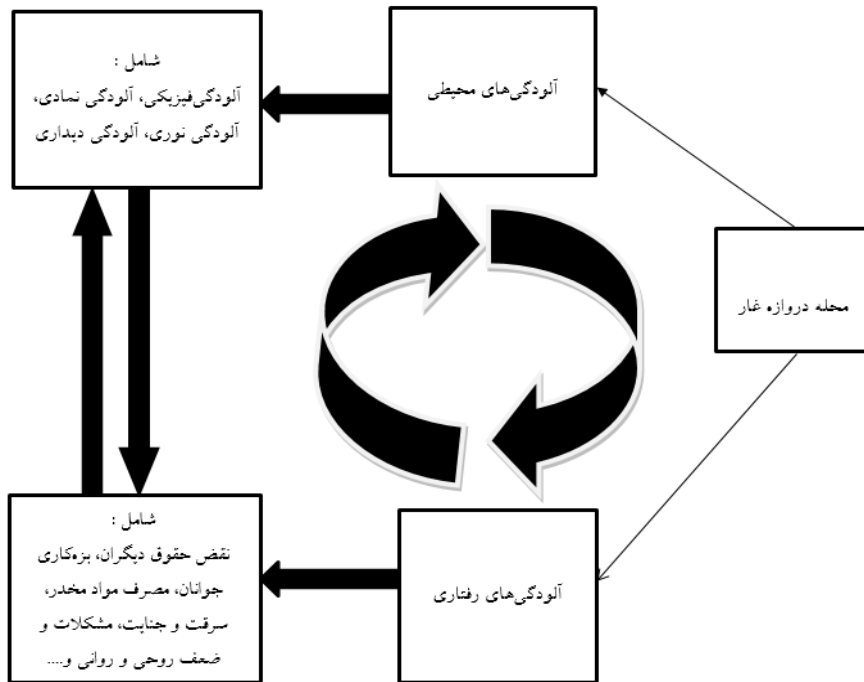 محله دروازه غار
آلودگی‌های محیطی
شامل :
آلودگی‌فیزیکی، آلودگی نمادی،
آلودگی نوری، آلودگی دیداری
آلودگی‌های رفتاری
شامل :
نقض حقوق دیگران، بزه‌کاری
جوانان، مصرف مواد مخدر،
سرقت و جنایت، مشکلات و
ضعف روحی و روانی و....